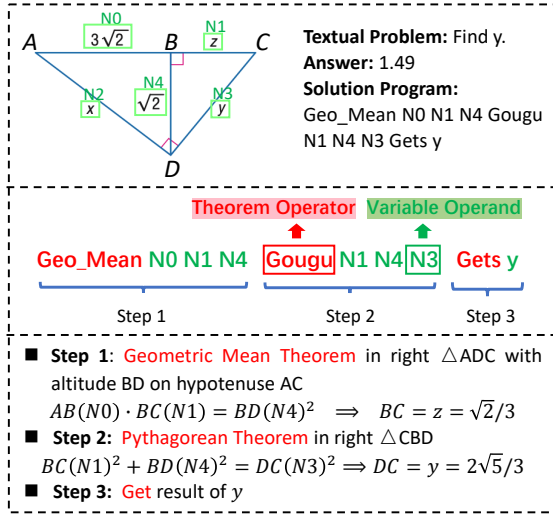 N0
N1
A
3√2
B
z
C
N2
x
N4
√2
N3
y
D
Textual Problem: Find y.
Answer: 1.49
Solution Program:
Geo_Mean N0 N1 N4 Gougu
N1 N4 N3 Gets y
Theorem Operator
Variable Operand
Geo_Mean N0 N1 N4 Gougu N1 N4 N3 Gets y
Step 1 Step 2 Step 3
■ Step 1: Geometric Mean Theorem in right △ADC with
altitude BD on hypotenuse AC
AB(N0) · BC(N1) = BD(N4)² ⟹ BC = z = √2/3
■ Step 2: Pythagorean Theorem in right △CBD
BC(N1)² + BD(N4)² = DC(N3)² ⟹ DC = y = 2√5/3
■ Step 3: Get result of y